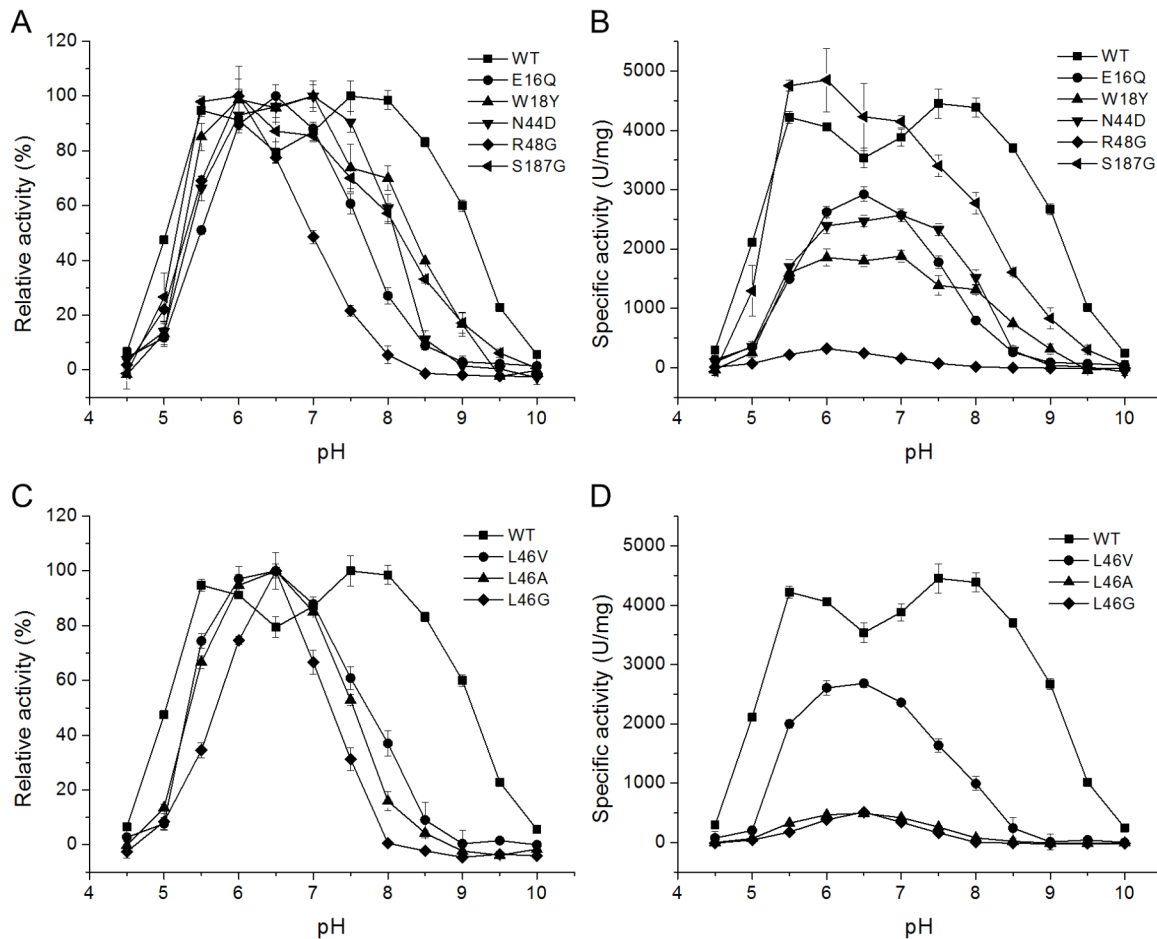 A
120
100
80
60
40
20
0
Relative activity (%)
4 5 6 7 8 9 10
pH
WT
E16Q
W18Y
N44D
R48G
S187G
B
5000
4000
3000
2000
1000
0
Specific activity (U/mg)
4 5 6 7 8 9 10
pH
WT
E16Q
W18Y
N44D
R48G
S187G
C
120
100
80
60
40
20
0
Relative activity (%)
4 5 6 7 8 9 10
pH
WT
L46V
L46A
L46G
D
5000
4000
3000
2000
1000
0
Specific activity (U/mg)
4 5 6 7 8 9 10
pH
WT
L46V
L46A
L46G